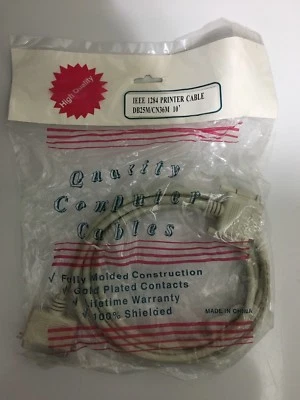 High Quality
IEEE 1284 PRINTER CABLE
DB25M/CN36M 10'
Quality
Computer
Cables
✓ Fully Molded Construction
✓ Gold Plated Contacts
✓ Lifetime Warranty
✓ 100% Shielded
MADE IN CHINA